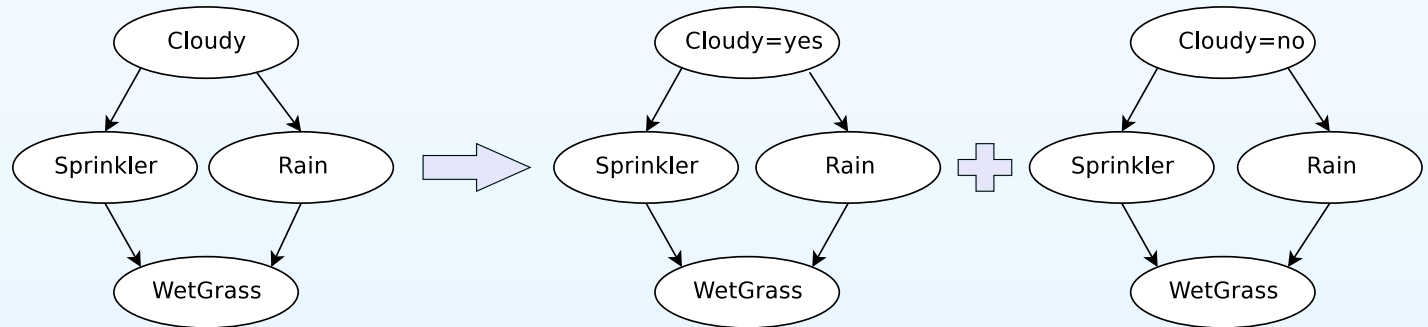 Cloudy
Sprinkler
Rain
WetGrass
Cloudy=yes
Sprinkler
Rain
WetGrass
Cloudy=no
Sprinkler
Rain
WetGrass